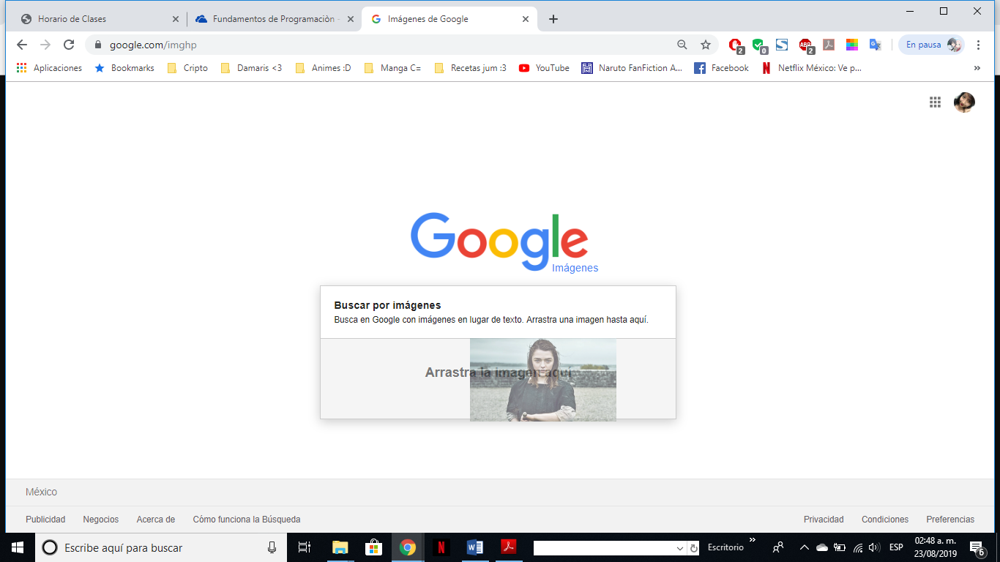 Horario de Clases
Fundamentos de Programaciòn -
Imágenes de Google
google.com/imghp
2
0
ABP
2
En pausa
Aplicaciones
Bookmarks
Cripto
Damaris <3
Animes :D
Manga C=
Recetas jum :3
YouTube
Naruto FanFiction A...
Facebook
Netflix México: Ve p...
»
Google
Imágenes
Buscar por imágenes
Busca en Google con imágenes en lugar de texto. Arrastra una imagen hasta aquí.
Arrastra la imagen aquí
México
Publicidad
Negocios
Acerca de
Cómo funciona la Búsqueda
Privacidad
Condiciones
Preferencias
Escribe aquí para buscar
Escritorio
»
ESP
02:48 a. m.
23/08/2019
6